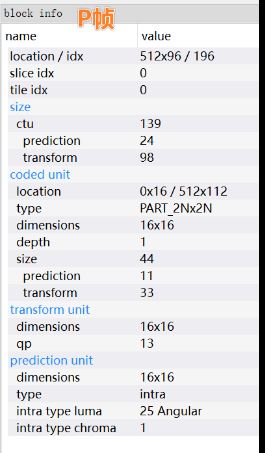 block info P帧
name value
location / idx 512x96 / 196
slice idx 0
tile idx 0
size
ctu 139
prediction 24
transform 98
coded unit
location 0x16 / 512x112
type PART_2Nx2N
dimensions 16x16
depth 1
size 44
prediction 11
transform 33
transform unit
dimensions 16x16
qp 13
prediction unit
dimensions 16x16
type intra
intra type luma 25 Angular
intra type chroma 1